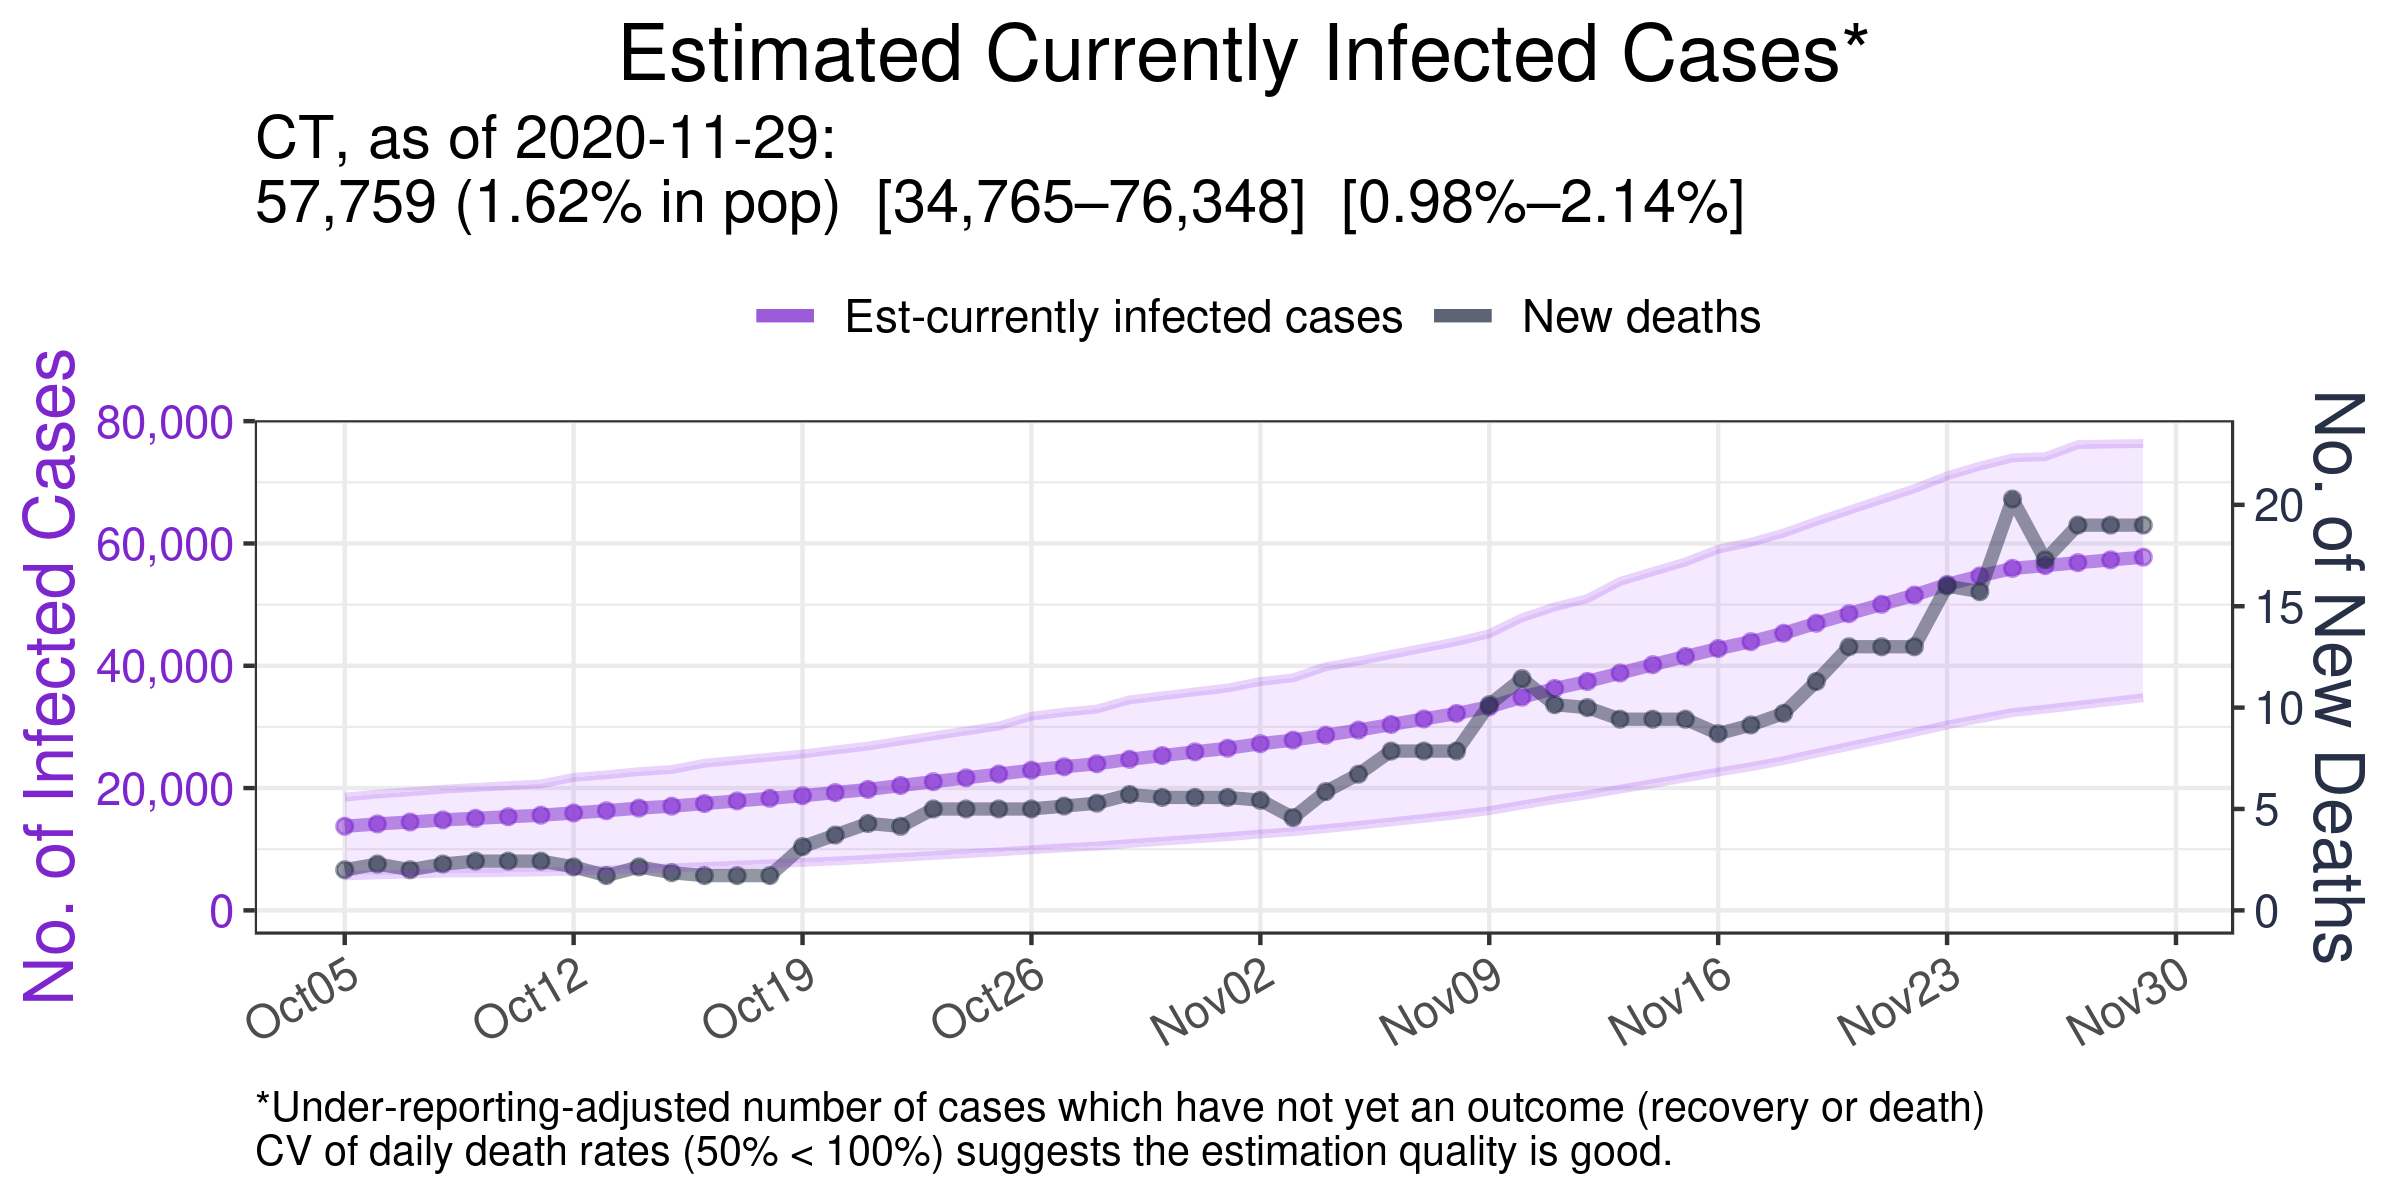 Estimated Currently Infected Cases*
CT, as of 2020-11-29:
57,759 (1.62% in pop)  [34,765–76,348]  [0.98%–2.14%]
Est-currently infected cases
New deaths
No. of Infected Cases
80,000
60,000
40,000
20,000
0
No. of New Deaths
20
15
10
5
0
Oct05
Oct12
Oct19
Oct26
Nov02
Nov09
Nov16
Nov23
Nov30
*Under-reporting-adjusted number of cases which have not yet an outcome (recovery or death)
CV of daily death rates (50% < 100%) suggests the estimation quality is good.